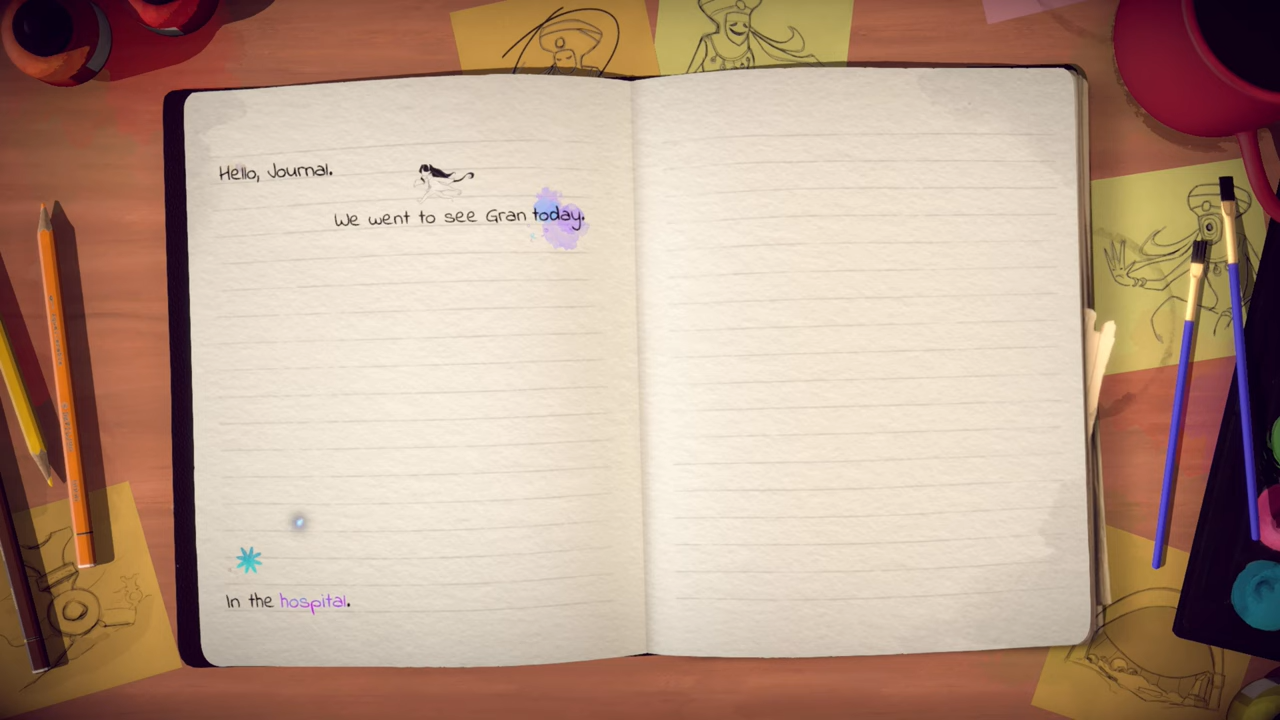 Hello, Journal.
We went to see Gran today.
In the hospital.